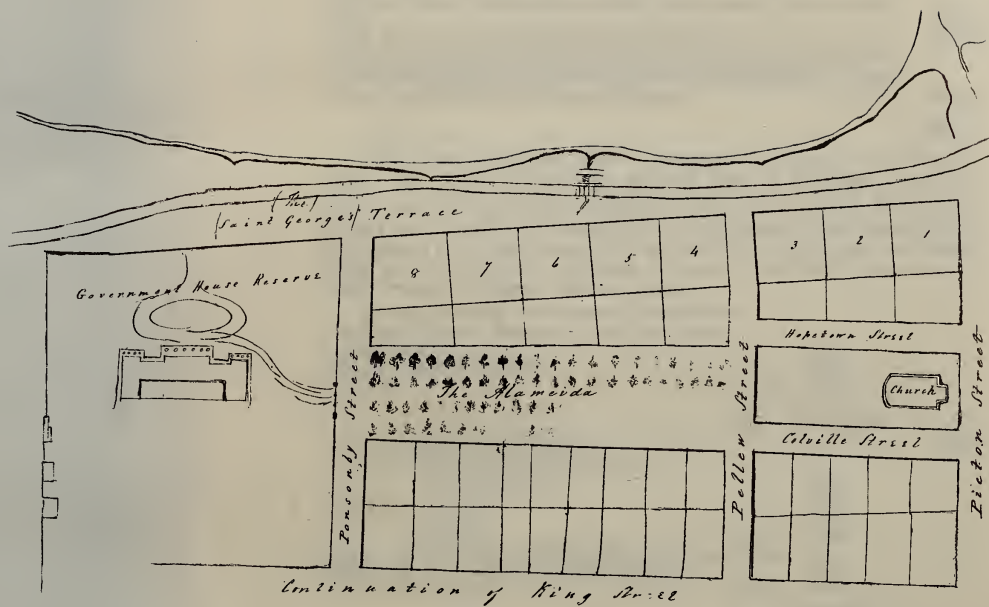 (The)
(Saint George's) Terrace
Government House Reserve
8
7
6
5
4
3
2
1
Hopetown Street
The Alameida
Church
Colville Street
Ponsonby Street
Pellew Street
Picton Street
Continuation of King Street